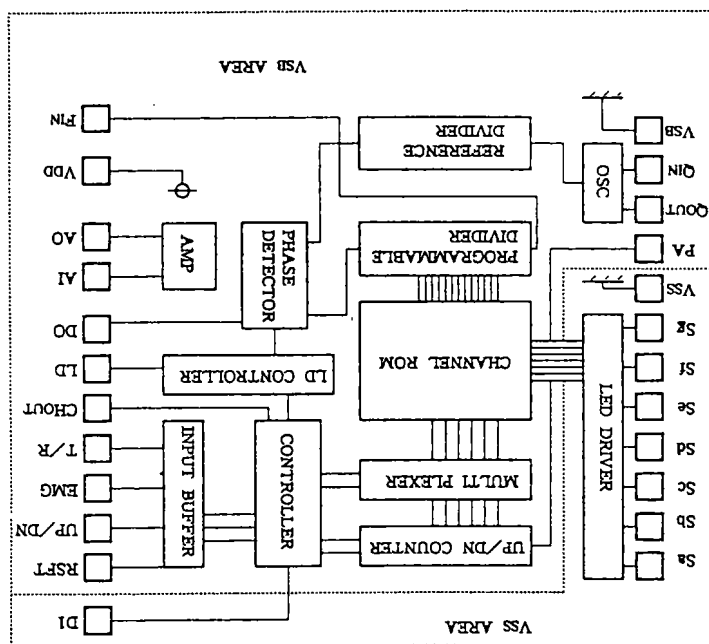 Vss AREA
DI
Sa
Sb
Sc
Sd
Se
Sf
Sg
VSS
PA
QOUT
QIN
VSB
LED DRIVER
OSC
UP/DN COUNTER
MULTI PLEXER
CHANNEL
ROM
PROGRAMMABLE
DIVIDER
REFERENCE
DIVIDER
CONTROLLER
LD CONTROLLER
PHASE
DETECTOR
INPUT BUFFER
AMP
RSFT
UP/DN
EMG
T/R
CHOUT
LD
DO
AI
AO
VDD
FIN
VSB AREA